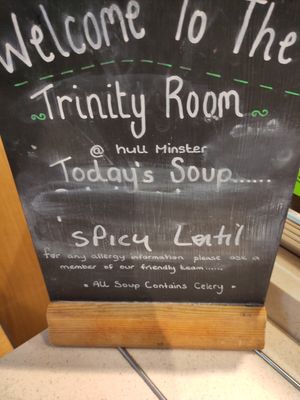 Welcome To The
Trinity Room
@ hull Minster
Today's Soup......
Spicy Lentil
for any allergy information please ask a
member of our friendly team......
* All Soup Contains Celery *